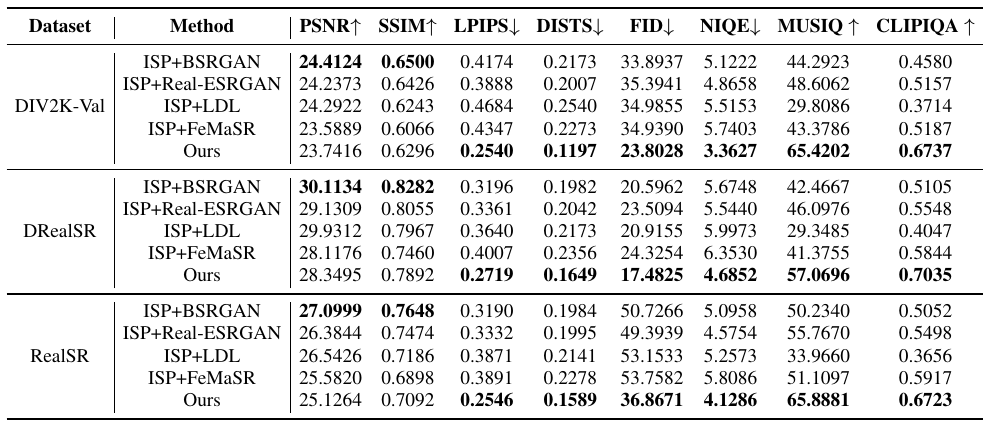 Dataset Method PSNR↑ SSIM↑ LPIPS↓ DISTS↓ FID↓ NIQE↓ MUSIQ ↑ CLIPIQA ↑
ISP+BSRGAN 24.4124 0.6500 0.4174 0.2173 33.8937 5.1222 44.2923 0.4580
ISP+Real-ESRGAN 24.2373 0.6426 0.3888 0.2007 35.3941 4.8658 48.6062 0.5157
DIV2K-Val ISP+LDL 24.2922 0.6243 0.4684 0.2540 34.9855 5.5153 29.8086 0.3714
ISP+FeMaSR 23.5889 0.6066 0.4347 0.2273 34.9390 5.7403 43.3786 0.5187
Ours 23.7416 0.6296 0.2540 0.1197 23.8028 3.3627 65.4202 0.6737
ISP+BSRGAN 30.1134 0.8282 0.3196 0.1982 20.5962 5.6748 42.4667 0.5105
ISP+Real-ESRGAN 29.1309 0.8055 0.3361 0.2042 23.5094 5.5440 46.0976 0.5548
DRealSR ISP+LDL 29.9312 0.7967 0.3640 0.2173 20.9155 5.9973 29.3485 0.4047
ISP+FeMaSR 28.1176 0.7460 0.4007 0.2356 24.3254 6.3530 41.3755 0.5844
Ours 28.3495 0.7892 0.2719 0.1649 17.4825 4.6852 57.0696 0.7035
ISP+BSRGAN 27.0999 0.7648 0.3190 0.1984 50.7266 5.0958 50.2340 0.5052
ISP+Real-ESRGAN 26.3844 0.7474 0.3332 0.1995 49.3939 4.5754 55.7670 0.5498
RealSR ISP+LDL 26.5426 0.7186 0.3871 0.2141 53.1533 5.2573 33.9660 0.3656
ISP+FeMaSR 25.5820 0.6898 0.3891 0.2278 53.7582 5.8086 51.1097 0.5917
Ours 25.1264 0.7092 0.2546 0.1589 36.8671 4.1286 65.8881 0.6723